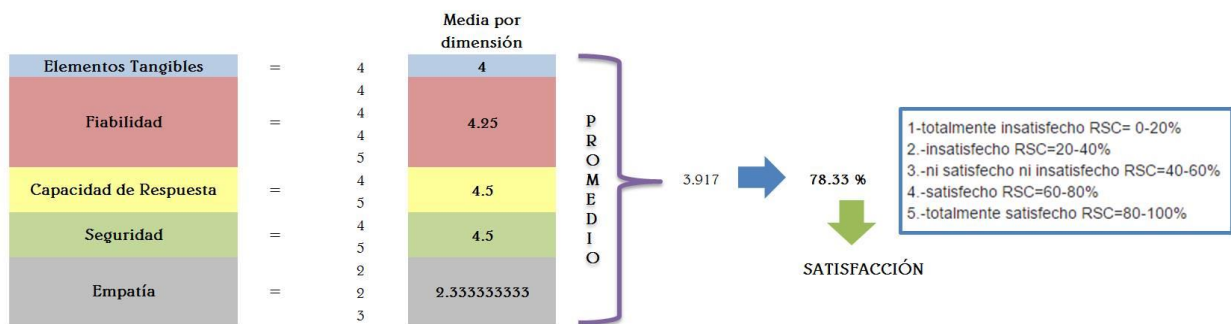 Media por
dimensión
Elementos Tangibles = 4 4
4
4
Fiabilidad = 4.25
4
5
4
Capacidad de Respuesta = 4.5
5
4
Seguridad = 4.5
5
2
Empatía = 2 2.333333333
3
PROMEDIO
3.917
78.33 %
SATISFACCIÓN
1-totalmente insatisfecho RSC= 0-20%
2.-insatisfecho RSC=20-40%
3.-ni satisfecho ni insatisfecho RSC=40-60%
4.-satisfecho RSC=60-80%
5.-totalmente satisfecho RSC=80-100%